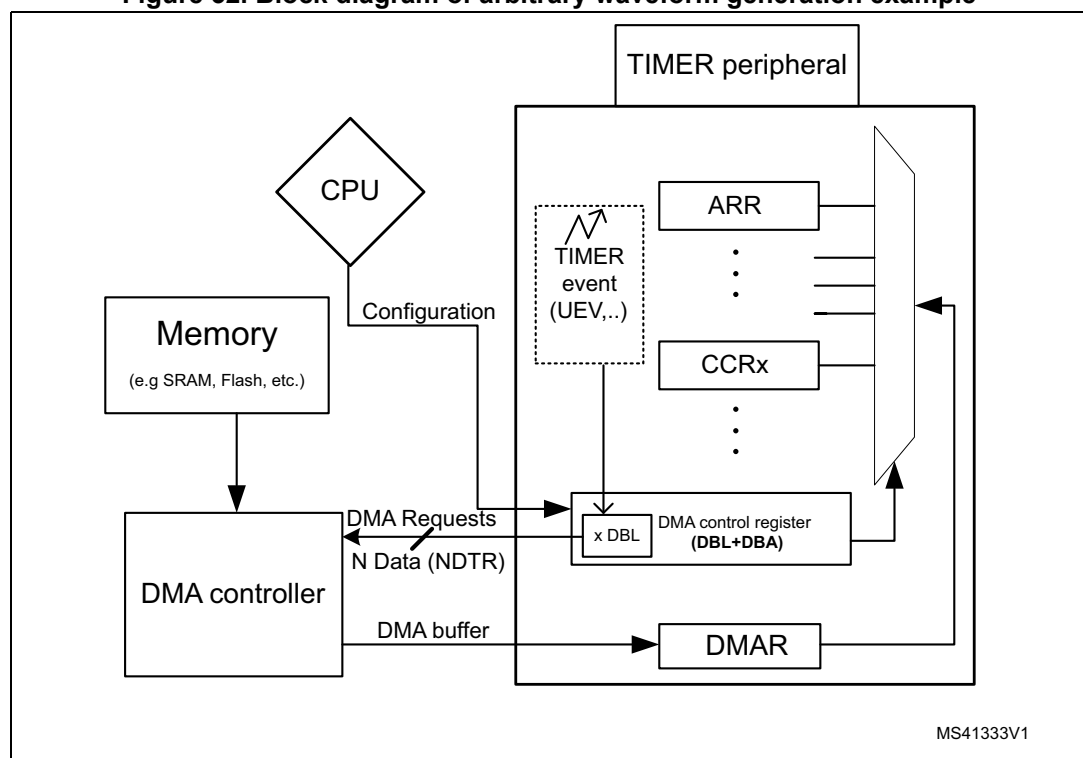 Figure 32. Block diagram of arbitrary waveform generation example
TIMER peripheral
CPU
ARR
TIMER
event
(UEV,..)
Configuration
Memory
(e.g SRAM, Flash, etc.)
CCRx
DMA Requests
N Data (NDTR)
x DBL
DMA control register
(DBL+DBA)
DMA controller
DMA buffer
DMAR
MS41333V1